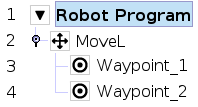 1 Robot Program
2 MoveL
3 Waypoint_1
4 Waypoint_2